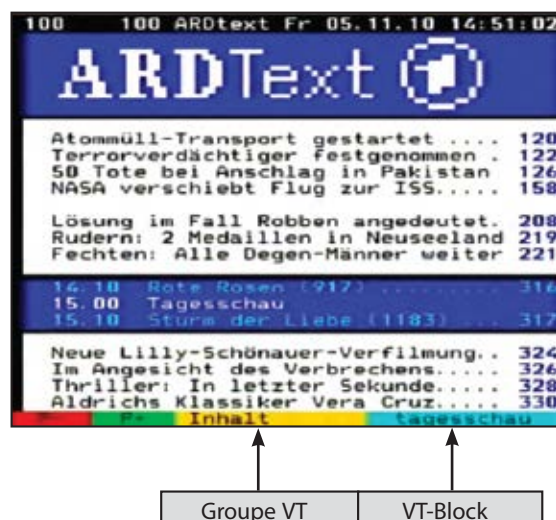 100 100 ARDtext Fr 05.11.10 14:51:02
ARDText 1
Atommüll-Transport gestartet .... 120
Terrorverdächtiger festgenommen . 122
50 Tote bei Anschlag in Pakistan 126
NASA verschiebt Flug zur ISS..... 158
Lösung im Fall Robben angedeutet. 208
Rudern: 2 Medaillen in Neuseeland 219
Fechten: Alle Degen-Männer weiter 221
14.10 Rote Rosen (917) .......... 316
15.00 Tagesschau
15.10 Sturm der Liebe (1183) ... 317
Neue Lilly-Schönauer-Verfilmung.. 324
Im Angesicht des Verbrechens..... 326
Thriller: In letzter Sekunde..... 328
Aldrichs Klassiker Vera Cruz..... 330
P- P+ Inhalt tagesschau
Groupe VT VT-Block